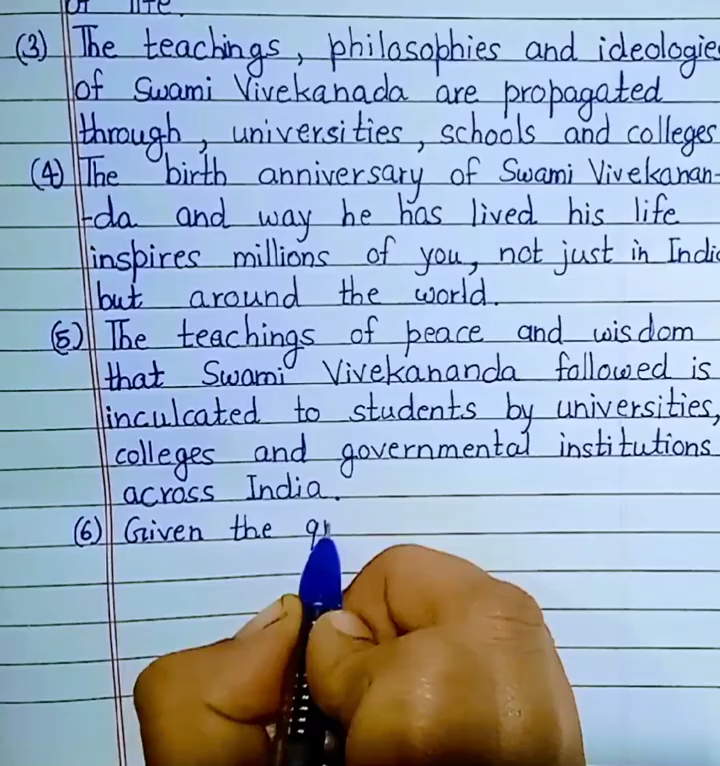 of life.
(3) The teachings, philosophies and ideologie
of Swami Vivekanada are propagated
through, universities, schools and colleges
(4) The birth anniversary of Swami Vivekanan-
-da and way he has lived his life
inspires millions of you, not just in India
but around the world.
(5) The teachings of peace and wisdom
that Swami Vivekananda followed is
inculcated to students by universities,
colleges and governmental institutions
across India.
(6) Given the